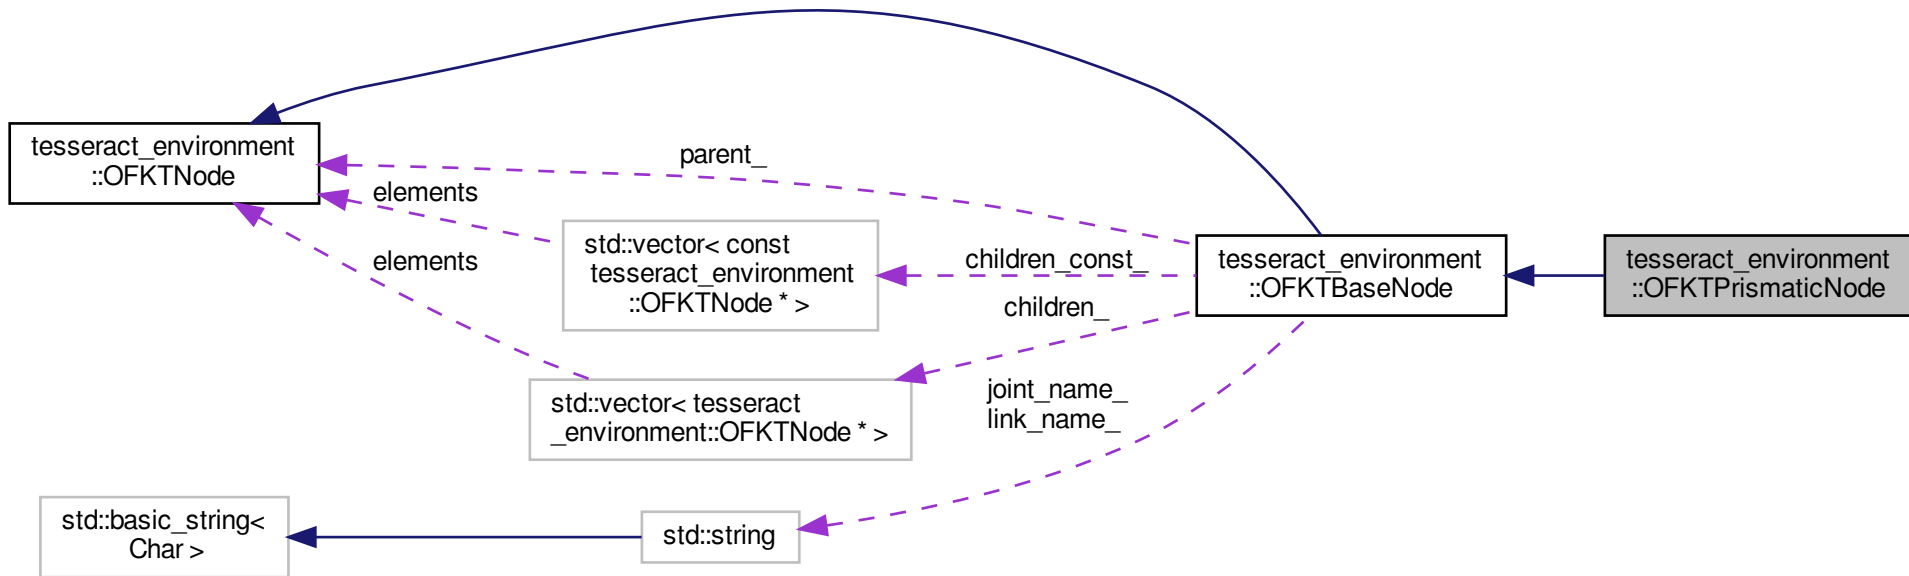 tesseract_environment
::OFKTNode
parent_
elements
elements
std::vector< const
tesseract_environment
::OFKTNode * >
children_const_
children_
tesseract_environment
::OFKTBaseNode
tesseract_environment
::OFKTPrismaticNode
std::vector< tesseract
_environment::OFKTNode * >
joint_name_
link_name_
std::basic_string<
Char >
std::string